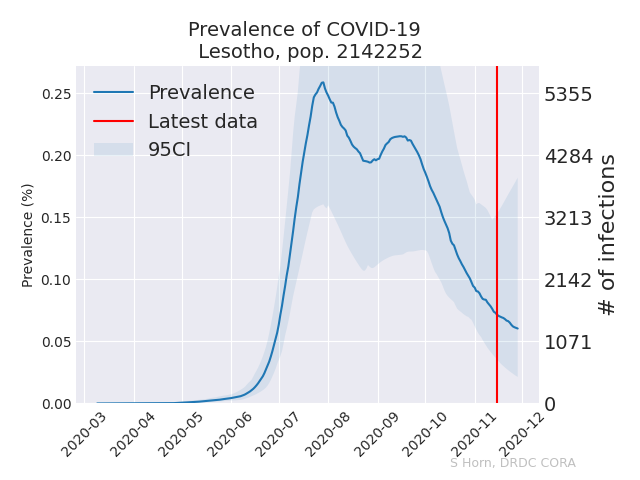 Prevalence of COVID-19
Lesotho, pop. 2142252
Prevalence
Latest data
95CI
0.25
0.20
0.15
0.10
0.05
0.00
Prevalence (%)
5355
4284
3213
2142
1071
0
# of infections
2020-03
2020-04
2020-05
2020-06
2020-07
2020-08
2020-09
2020-10
2020-11
2020-12
S Horn, DRDC CORA